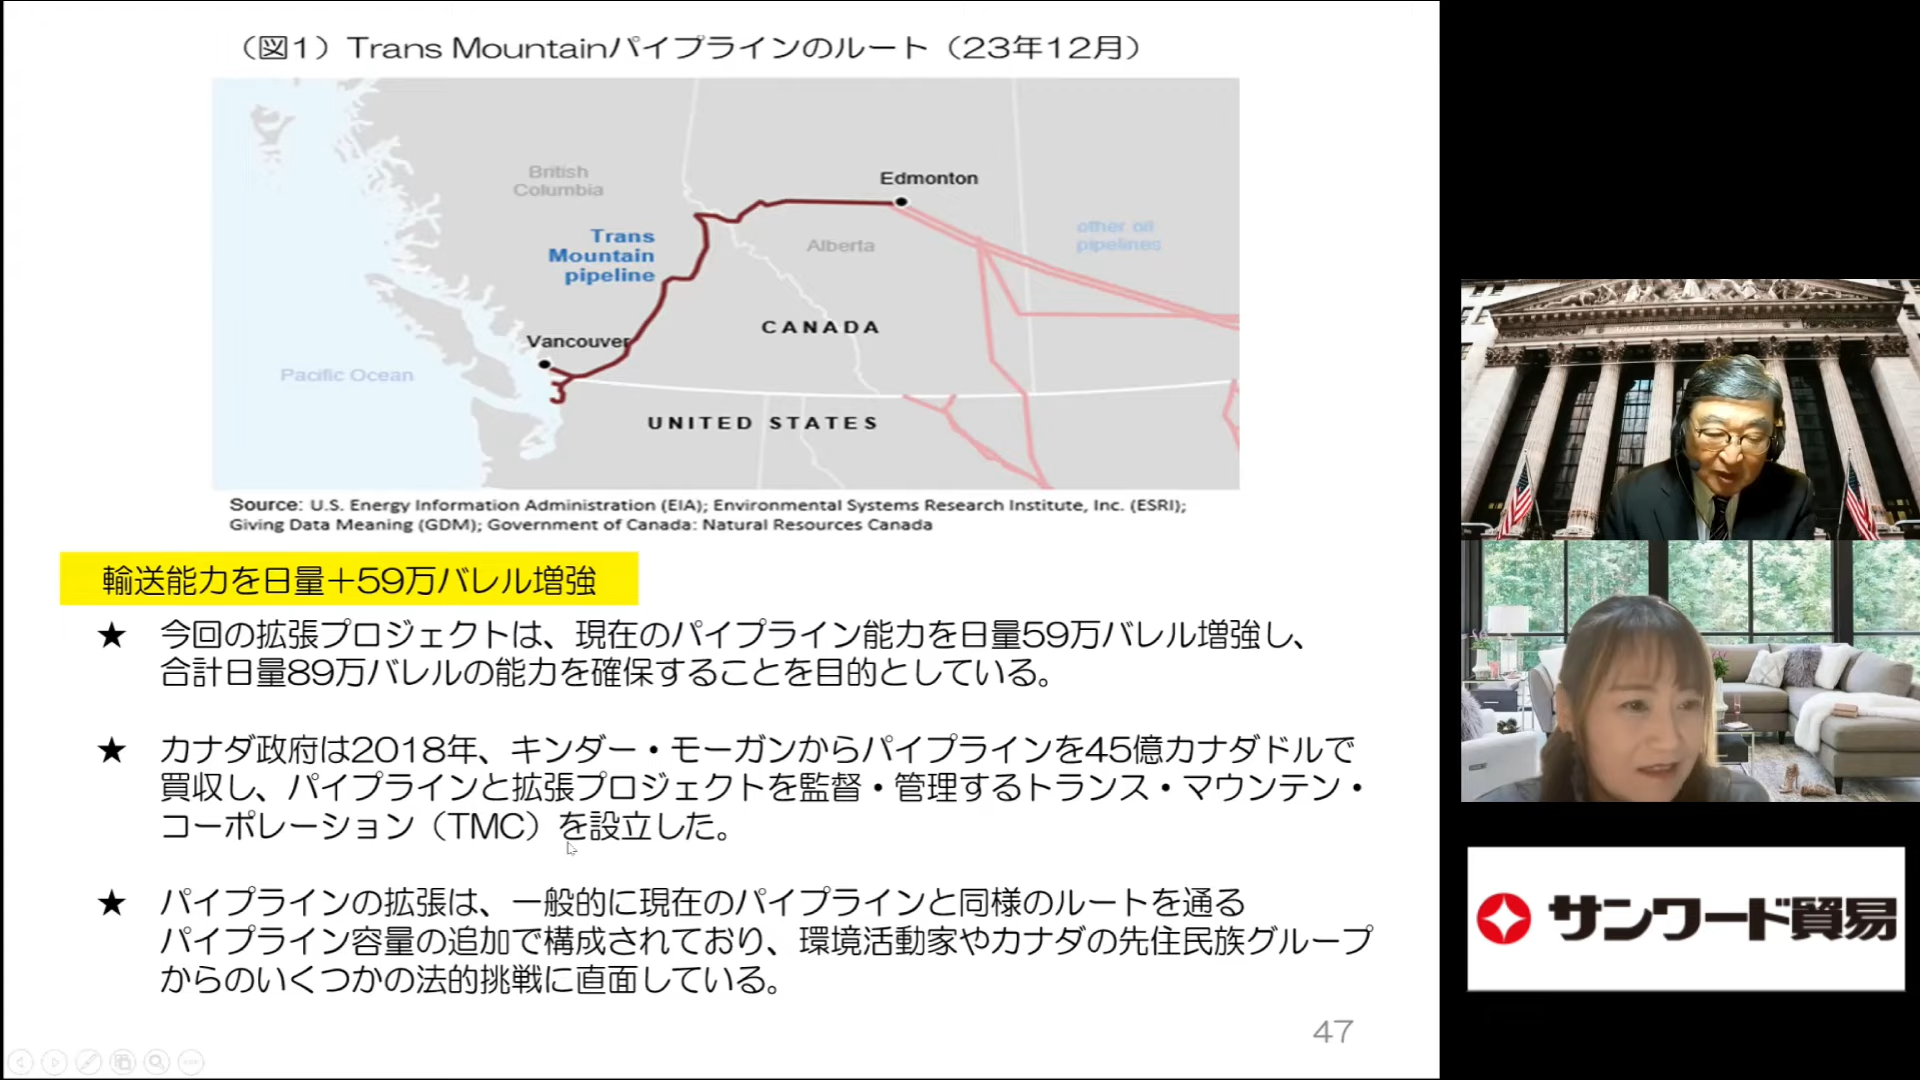 （図1）Trans Mountainパイプラインのルート（23年12月）
British
Columbia
Edmonton
Trans
Mountain
pipeline
Alberta
other oil
pipelines
CANADA
Vancouver
Pacific Ocean
UNITED STATES
Source: U.S. Energy Information Administration (EIA); Environmental Systems Research Institute, Inc. (ESRI);
Giving Data Meaning (GDM); Government of Canada: Natural Resources Canada
輸送能力を日量＋59万バレル増強
★ 今回の拡張プロジェクトは、現在のパイプライン能力を日量59万バレル増強し、
合計日量89万バレルの能力を確保することを目的としている。
★ カナダ政府は2018年、キンダー・モーガンからパイプラインを45億カナダドルで
買収し、パイプラインと拡張プロジェクトを監督・管理するトランス・マウンテン・
コーポレーション（TMC）を設立した。
★ パイプラインの拡張は、一般的に現在のパイプラインと同様のルートを通る
パイプライン容量の追加で構成されており、環境活動家やカナダの先住民族グループ
からのいくつかの法的挑戦に直面している。
47
サンワード貿易